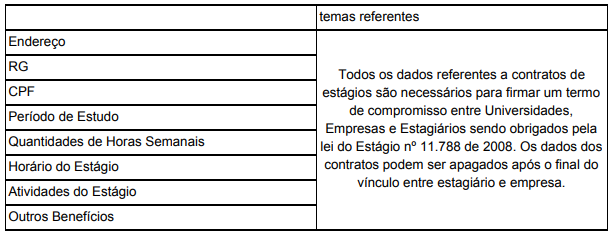 temas referentes
Endereço
RG
CPF
Período de Estudo
Quantidades de Horas Semanais
Horário do Estágio
Atividades do Estágio
Outros Benefícios
Todos os dados referentes a contratos de
estágios são necessários para firmar um termo
de compromisso entre Universidades,
Empresas e Estagiários sendo obrigados pela
lei do Estágio nº 11.788 de 2008. Os dados dos
contratos podem ser apagados após o final do
vínculo entre estagiário e empresa.